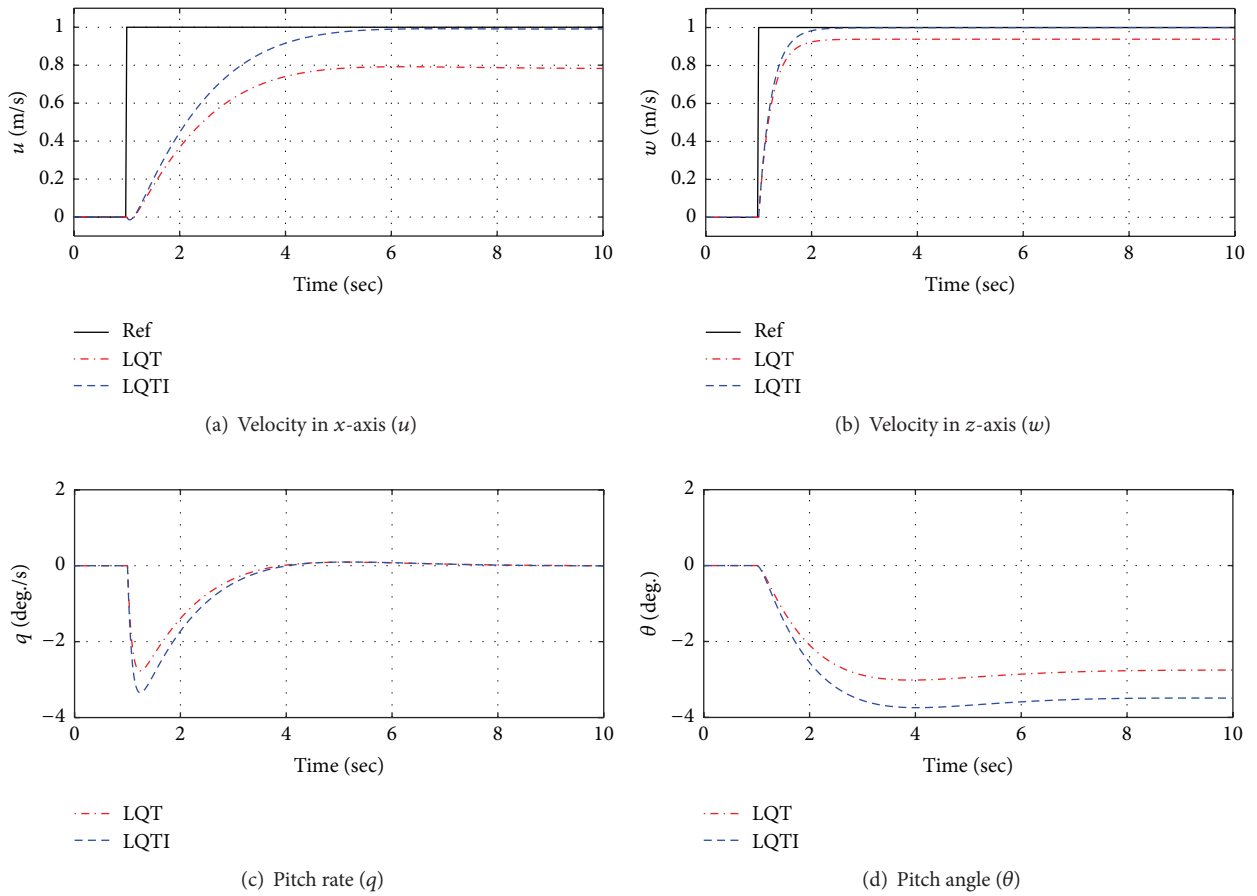 1
0.8
0.6
0.4
0.2
0
u (m/s)
0 2 4 6 8 10
Time (sec)
Ref
LQT
LQTI
(a) Velocity in x-axis (u)
1
0.8
0.6
0.4
0.2
0
w (m/s)
0 2 4 6 8 10
Time (sec)
Ref
LQT
LQTI
(b) Velocity in z-axis (w)
2
0
−2
−4
q (deg./s)
0 2 4 6 8 10
Time (sec)
LQT
LQTI
(c) Pitch rate (q)
2
0
−2
−4
θ (deg.)
0 2 4 6 8 10
Time (sec)
LQT
LQTI
(d) Pitch angle (θ)